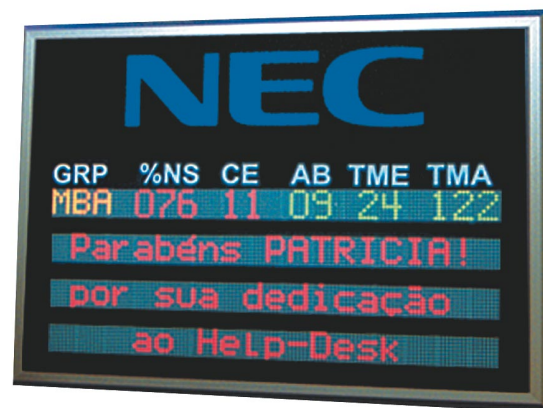 NEC
GRP %NS CE AB TME TMA
MBA 076 11 09 24 122
Parabéns PATRICIA!
por sua dedicação
ao Help-Desk